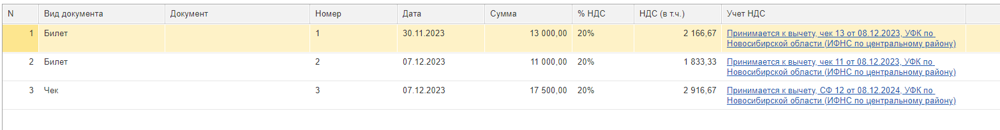 N Вид документа Документ Номер Дата Сумма % НДС НДС (в т.ч.) Учет НДС
1 Билет 1 30.11.2023 13 000,00 20% 2 166,67 Принимается к вычету, чек 13 от 08.12.2023, УФК по
Новосибирской области (ИФНС по центральному району)
2 Билет 2 07.12.2023 11 000,00 20% 1 833,33 Принимается к вычету, чек 11 от 08.12.2023, УФК по
Новосибирской области (ИФНС по центральному району)
3 Чек 3 07.12.2023 17 500,00 20% 2 916,67 Принимается к вычету, СФ 12 от 08.12.2024, УФК по
Новосибирской области (ИФНС по центральному району)